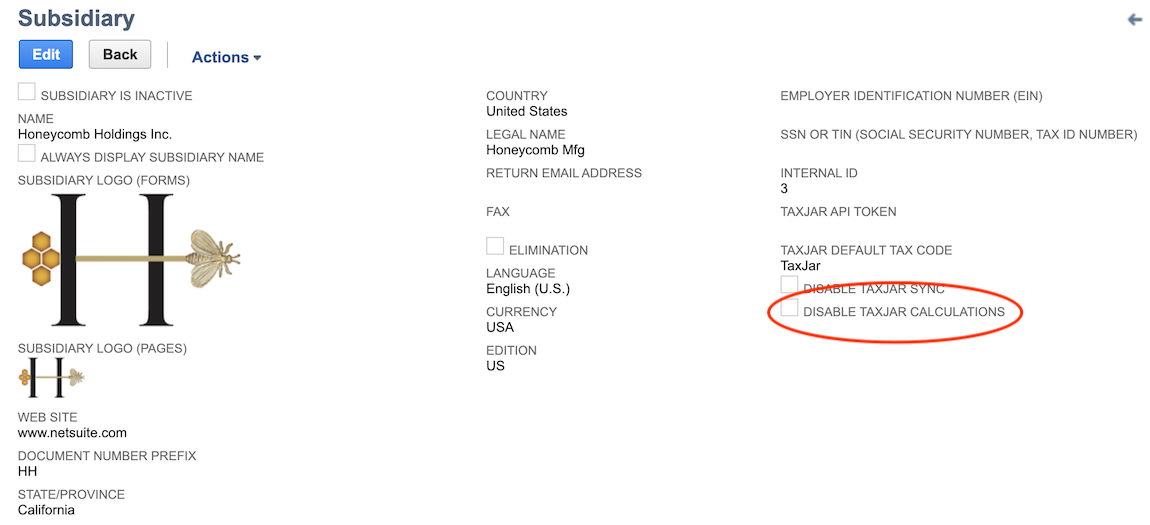 Subsidiary
Edit
Back
Actions
SUBSIDIARY IS INACTIVE
NAME
Honeycomb Holdings Inc.
ALWAYS DISPLAY SUBSIDIARY NAME
SUBSIDIARY LOGO (FORMS)
H
SUBSIDIARY LOGO (PAGES)
H
WEB SITE
www.netsuite.com
DOCUMENT NUMBER PREFIX
HH
STATE/PROVINCE
California
COUNTRY
United States
LEGAL NAME
Honeycomb Mfg
RETURN EMAIL ADDRESS
FAX
ELIMINATION
LANGUAGE
English (U.S.)
CURRENCY
USA
EDITION
US
EMPLOYER IDENTIFICATION NUMBER (EIN)
SSN OR TIN (SOCIAL SECURITY NUMBER, TAX ID NUMBER)
INTERNAL ID
3
TAXJAR API TOKEN
TAXJAR DEFAULT TAX CODE
TaxJar
DISABLE TAXJAR SYNC
DISABLE TAXJAR CALCULATIONS